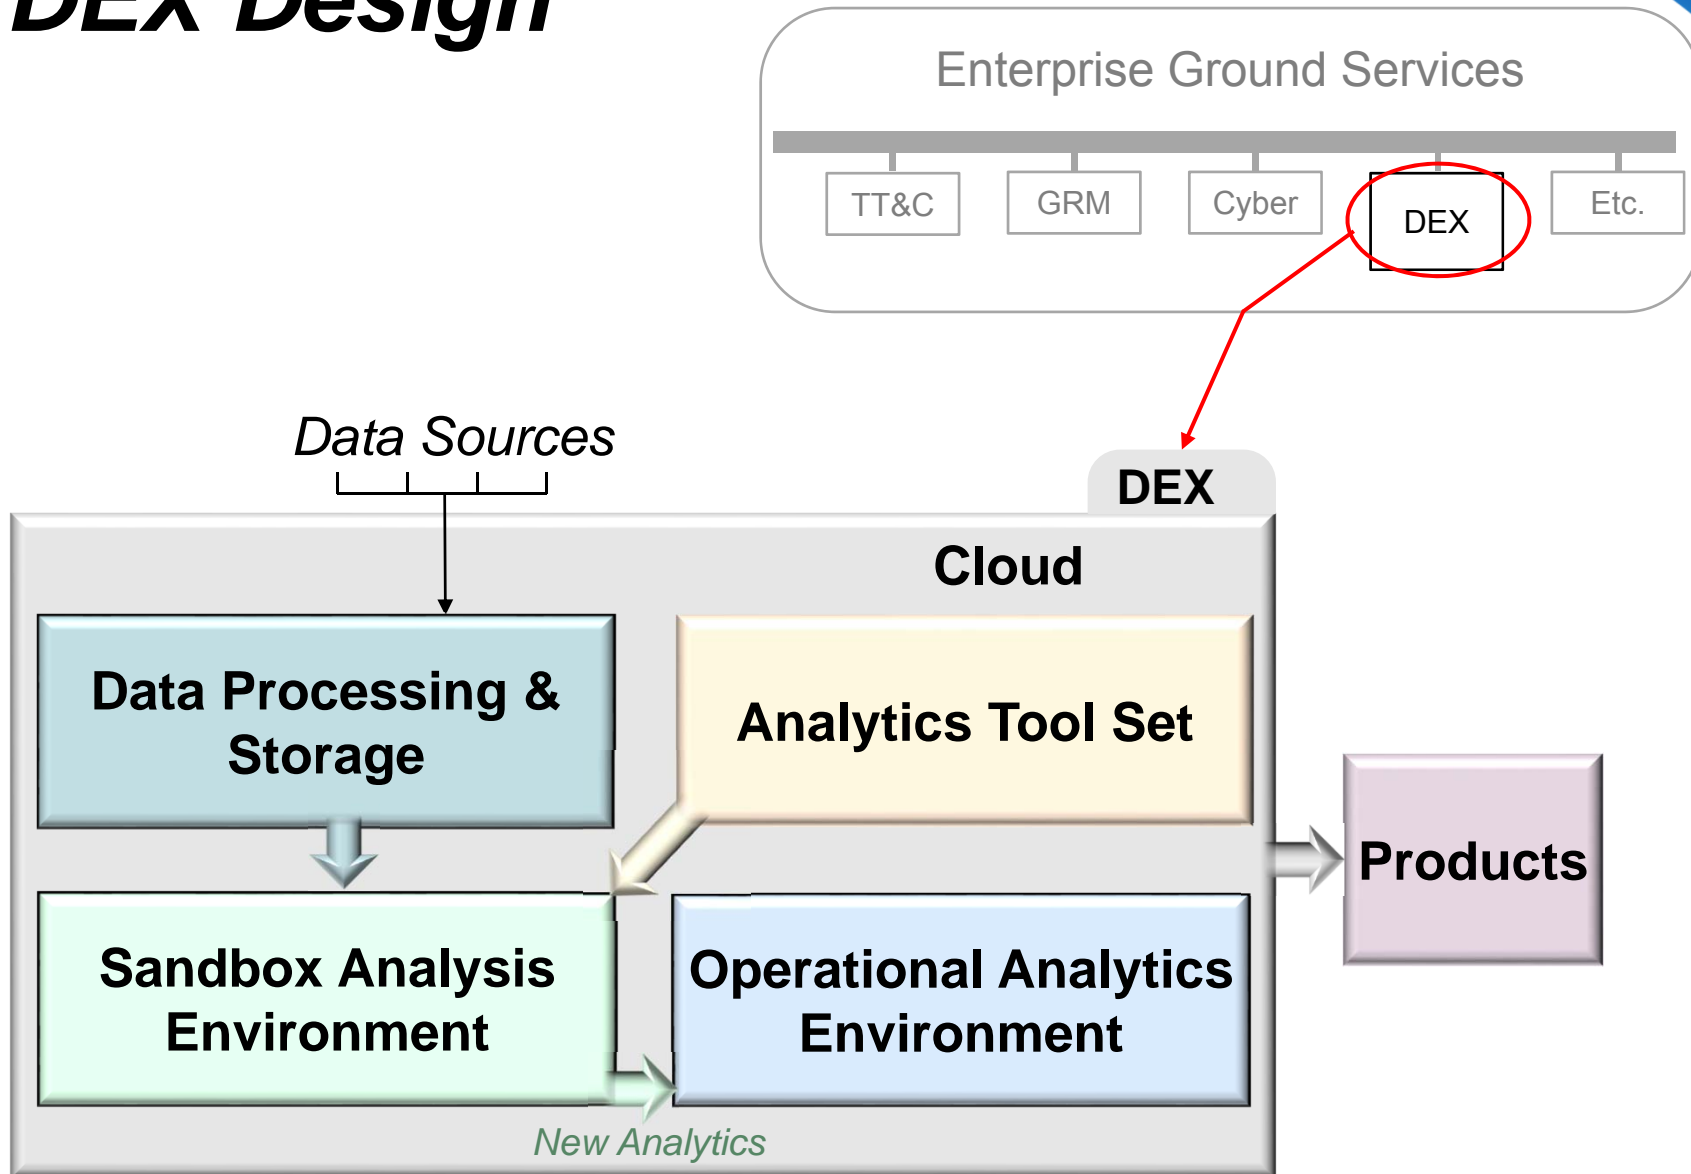 DEX Design
Enterprise Ground Services
TT&C
GRM
Cyber
DEX
Etc.
Data Sources
DEX
Cloud
Data Processing &
Storage
Analytics Tool Set
Products
Sandbox Analysis
Environment
Operational Analytics
Environment
New Analytics